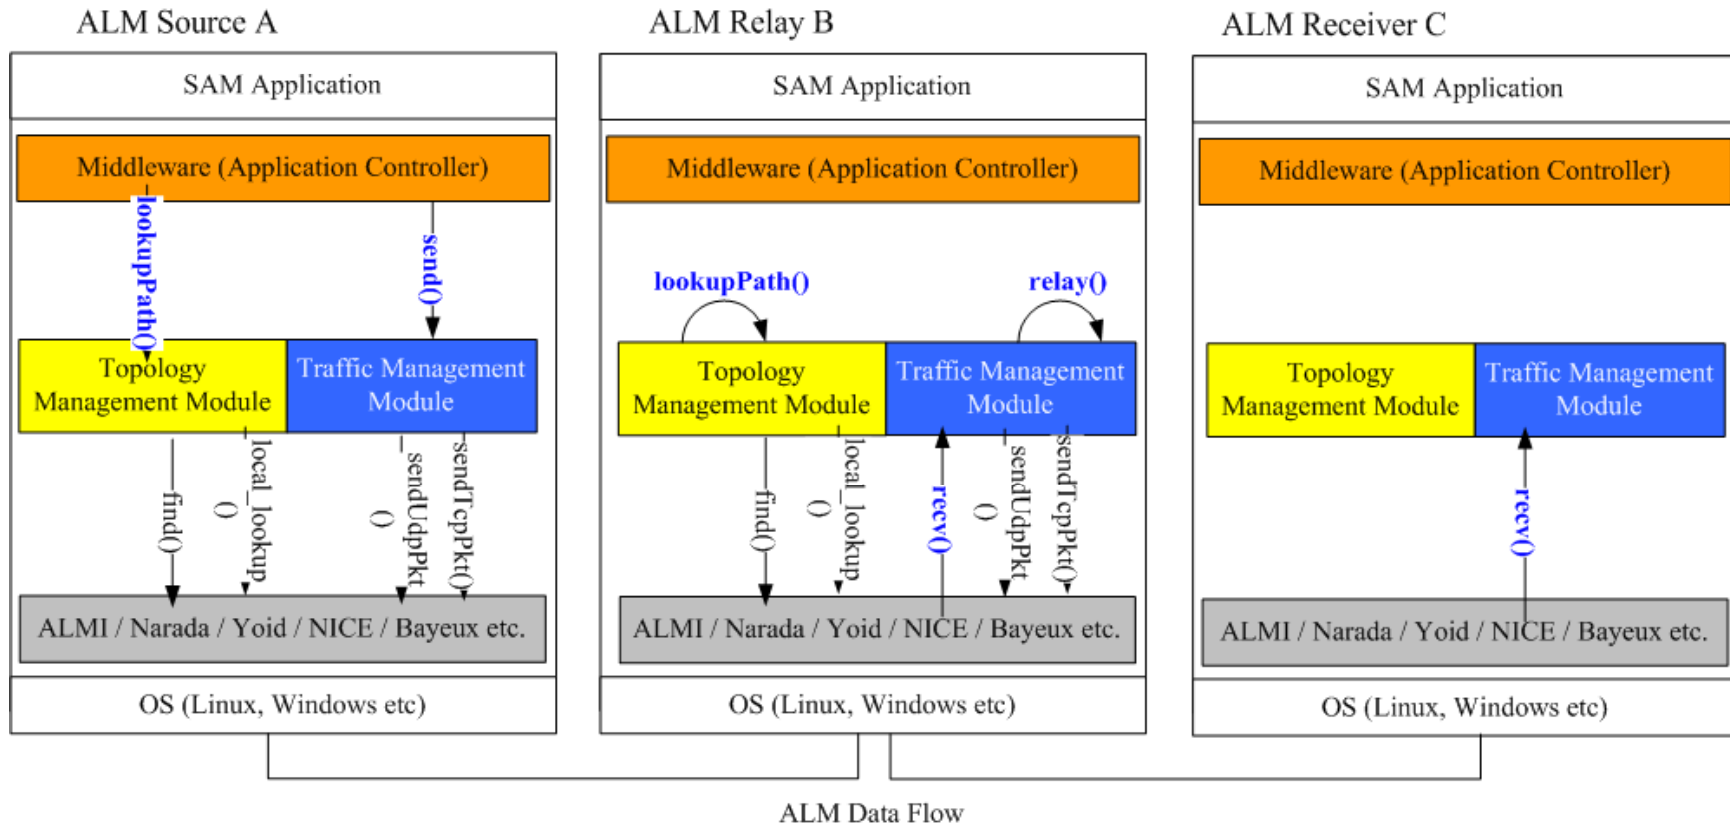 ALM Source A
SAM Application
Middleware (Application Controller)
lookupPath()
send()
Topology
Management Module
Traffic Management
Module
find()
local_lookup
()
sendUdpPkt
()
sendTcpPkt()
ALMI / Narada / Yoid / NICE / Bayeux etc.
OS (Linux, Windows etc)
ALM Relay B
SAM Application
Middleware (Application Controller)
lookupPath()
relay()
Topology
Management Module
Traffic Management
Module
find()
local_lookup
()
recv()
sendUdpPkt
()
sendTcpPkt()
ALMI / Narada / Yoid / NICE / Bayeux etc.
OS (Linux, Windows etc)
ALM Receiver C
SAM Application
Middleware (Application Controller)
Topology
Management Module
Traffic Management
Module
recv()
ALMI / Narada / Yoid / NICE / Bayeux etc.
OS (Linux, Windows etc)
ALM Data Flow